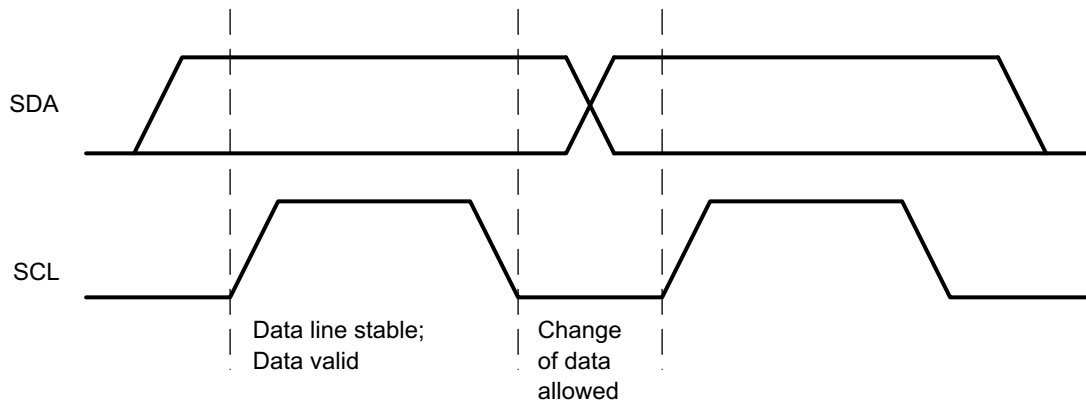 SDA
SCL
Data line stable;
Data valid
Change
of data
allowed